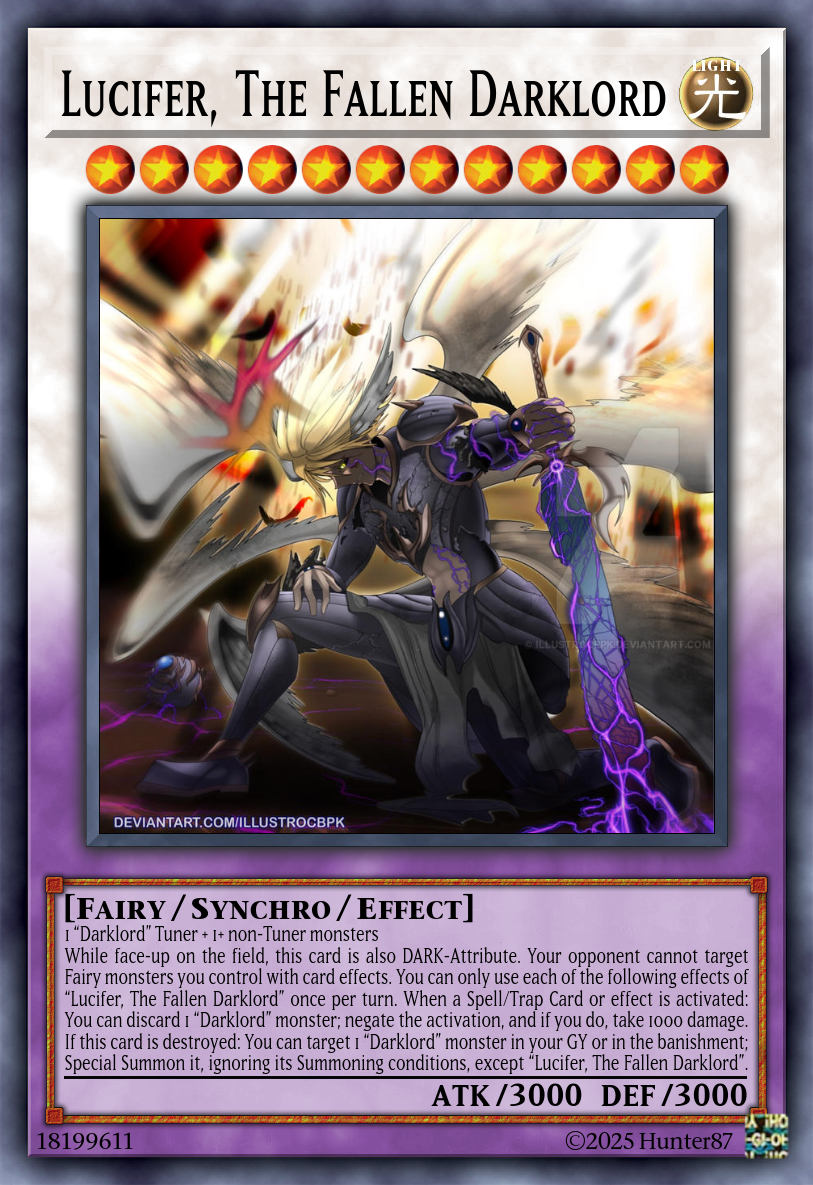 LUCIFER, THE FALLEN DARKLORD
LIGHT
光
© ILLUSTROCBPK.DEVIANTART.COM
DEVIANTART.COM/ILLUSTROCBPK
[FAIRY / SYNCHRO / EFFECT]
1 “Darklord” Tuner + 1+ non-Tuner monsters
While face-up on the field, this card is also DARK-Attribute. Your opponent cannot target
Fairy monsters you control with card effects. You can only use each of the following effects of
“Lucifer, The Fallen Darklord” once per turn. When a Spell/Trap Card or effect is activated:
You can discard 1 “Darklord” monster; negate the activation, and if you do, take 1000 damage.
If this card is destroyed: You can target 1 “Darklord” monster in your GY or in the banishment;
Special Summon it, ignoring its Summoning conditions, except “Lucifer, The Fallen Darklord”.
ATK/3000 DEF/3000
18199611
©2025 Hunter87